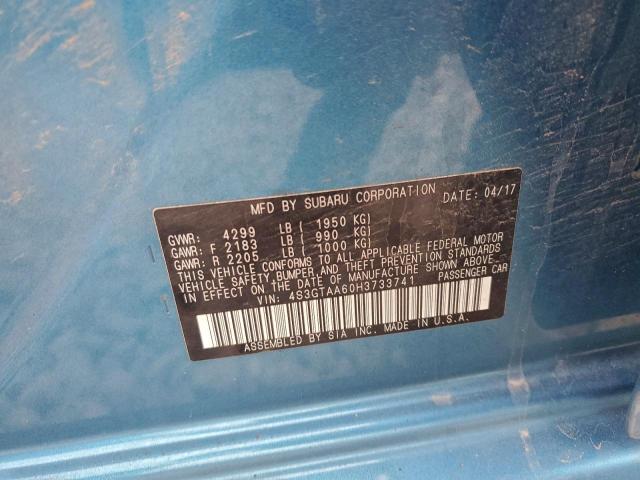 MFD BY SUBARU CORPORATION DATE: 04/17
GVWR: 4299 LB ( 1950 KG)
GAWR: F 2183 LB ( 990 KG)
GAWR: R 2205 LB ( 1000 KG)
THIS VEHICLE CONFORMS TO ALL APPLICABLE FEDERAL MOTOR
VEHICLE SAFETY,BUMPER,AND THEFT PREVENTION STANDARDS
IN EFFECT ON THE DATE OF MANUFACTURE SHOWN ABOVE.
VIN: 4S3GTAA60H3733741 PASSENGER CAR
ASSEMBLED BY SIA INC. MADE IN U.S.A.